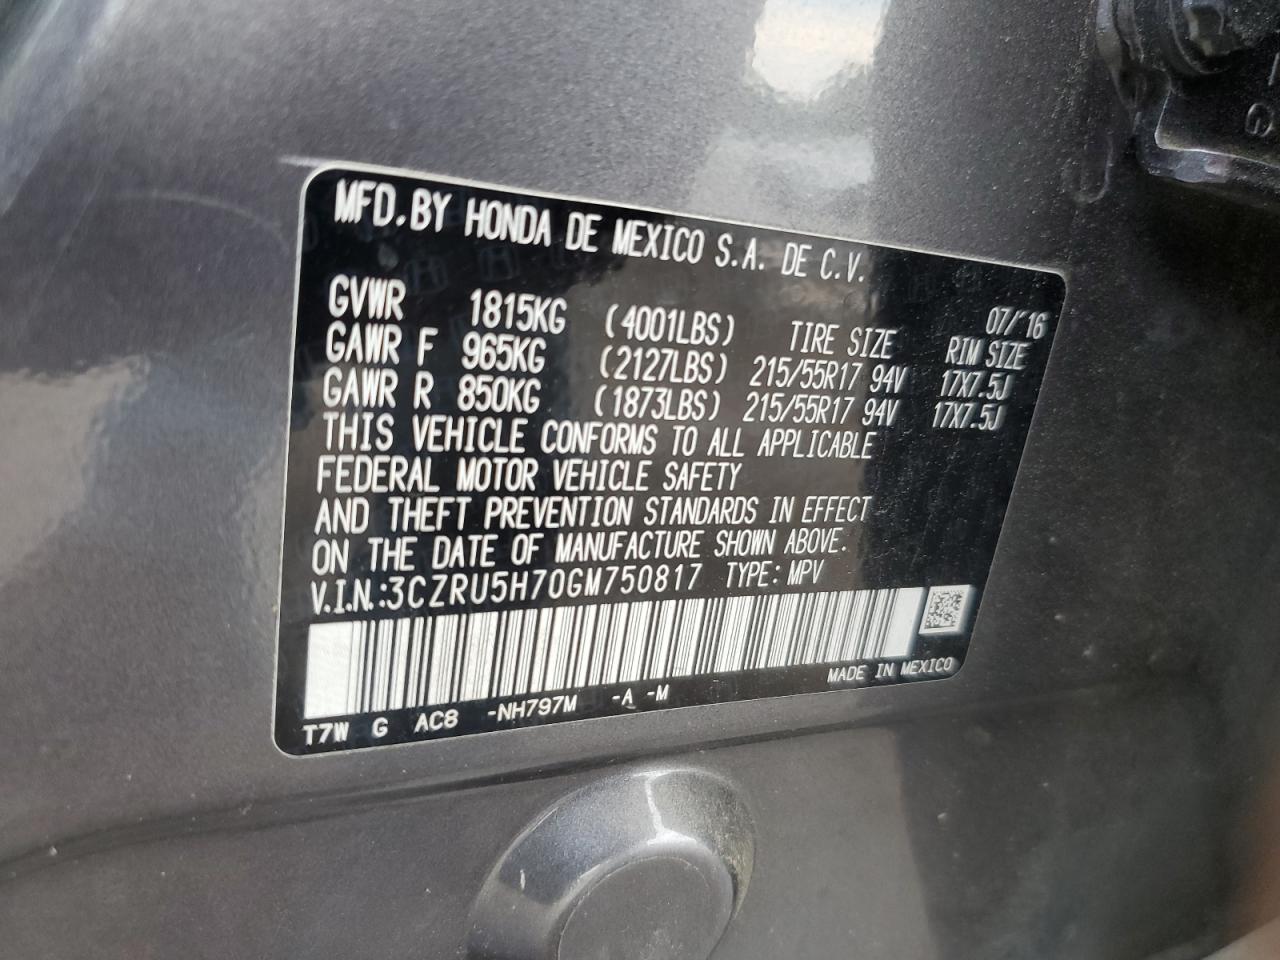 MFD. BY HONDA DE MEXICO S.A. DE C.V.
07/'16
GVWR 1815KG (4001LBS) TIRE SIZE RIM SIZE
GAWR F 965KG (2127LBS) 215/55R17 94V 17X7.5J
GAWR R 850KG (1873LBS) 215/55R17 94V 17X7.5J
THIS VEHICLE CONFORMS TO ALL APPLICABLE
FEDERAL MOTOR VEHICLE SAFETY
AND THEFT PREVENTION STANDARDS IN EFFECT
ON THE DATE OF MANUFACTURE SHOWN ABOVE.
V.I.N.:3CZRU5H70GM750817 TYPE: MPV
MADE IN MEXICO
T7W G AC8 -NH797M -A -M